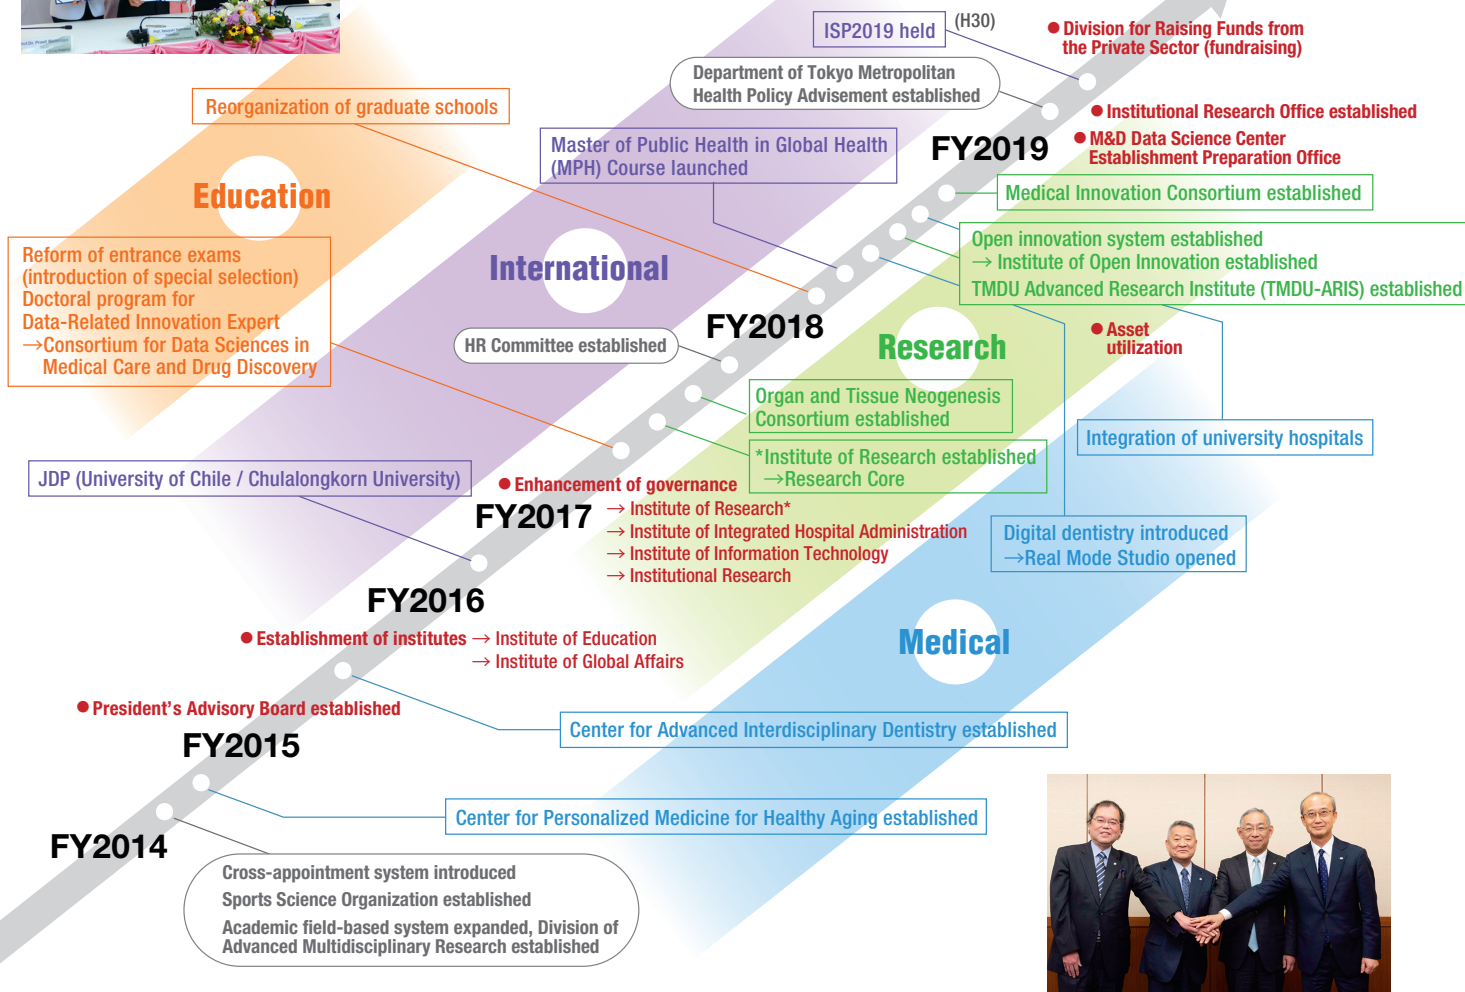 ISP2019 held
(H30)
● Division for Raising Funds from
the Private Sector (fundraising)
Department of Tokyo Metropolitan
Health Policy Advisement established
Reorganization of graduate schools
● Institutional Research Office established
● M&D Data Science Center
Establishment Preparation Office
Master of Public Health in Global Health
(MPH) Course launched
FY2019
Medical Innovation Consortium established
Education
Reform of entrance exams
(introduction of special selection)
Doctoral program for
Data-Related Innovation Expert
→Consortium for Data Sciences in
Medical Care and Drug Discovery
International
Open innovation system established
→ Institute of Open Innovation established
TMDU Advanced Research Institute (TMDU-ARIS) established
FY2018
HR Committee established
Research
● Asset
utilization
Organ and Tissue Neogenesis
Consortium established
Integration of university hospitals
*Institute of Research established
→Research Core
JDP (University of Chile / Chulalongkorn University)
● Enhancement of governance
FY2017
→ Institute of Research*
→ Institute of Integrated Hospital Administration
→ Institute of Information Technology
→ Institutional Research
Digital dentistry introduced
→Real Mode Studio opened
FY2016
● Establishment of institutes → Institute of Education
→ Institute of Global Affairs
Medical
● President's Advisory Board established
FY2015
Center for Advanced Interdisciplinary Dentistry established
Center for Personalized Medicine for Healthy Aging established
FY2014
Cross-appointment system introduced
Sports Science Organization established
Academic field-based system expanded, Division of
Advanced Multidisciplinary Research established